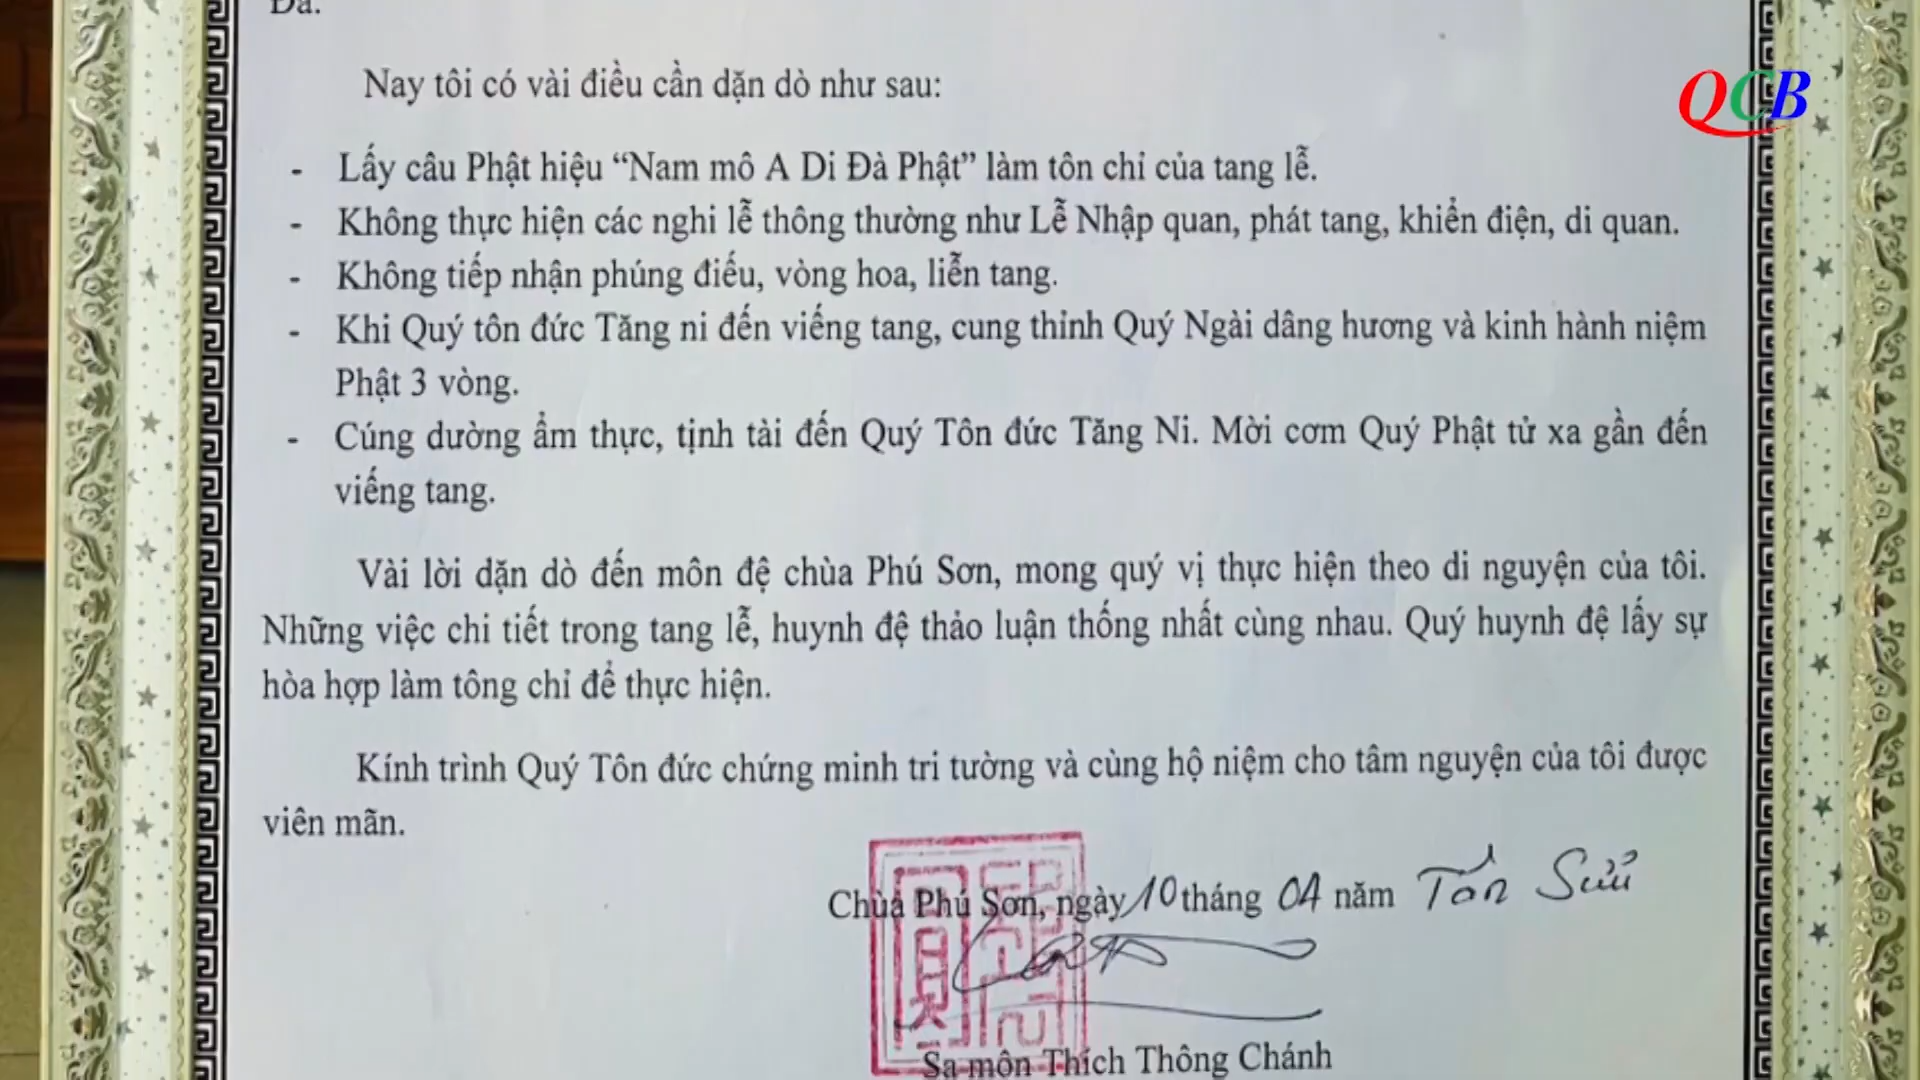 Đà.
QCB
Nay tôi có vài điều cần dặn dò như sau:
- Lấy câu Phật hiệu “Nam mô A Di Đà Phật” làm tôn chỉ của tang lễ.
- Không thực hiện các nghi lễ thông thường như Lễ Nhập quan, phát tang, khiển điện, di quan.
- Không tiếp nhận phúng điếu, vòng hoa, liễn tang.
- Khi Quý tôn đức Tăng ni đến viếng tang, cung thỉnh Quý Ngài dâng hương và kinh hành niệm
Phật 3 vòng.
- Cúng dường ẩm thực, tịnh tài đến Quý Tôn đức Tăng Ni. Mời cơm Quý Phật tử xa gần đến
viếng tang.
Vài lời dặn dò đến môn đệ chùa Phú Sơn, mong quý vị thực hiện theo di nguyện của tôi.
Những việc chi tiết trong tang lễ, huynh đệ thảo luận thống nhất cùng nhau. Quý huynh đệ lấy sự
hòa hợp làm tông chỉ để thực hiện.
Kính trình Quý Tôn đức chứng minh tri tường và cùng hộ niệm cho tâm nguyện của tôi được
viên mãn.
Chùa Phú Sơn, ngày 10 tháng 04 năm Tân Sửu
Sa môn Thích Thông Chánh